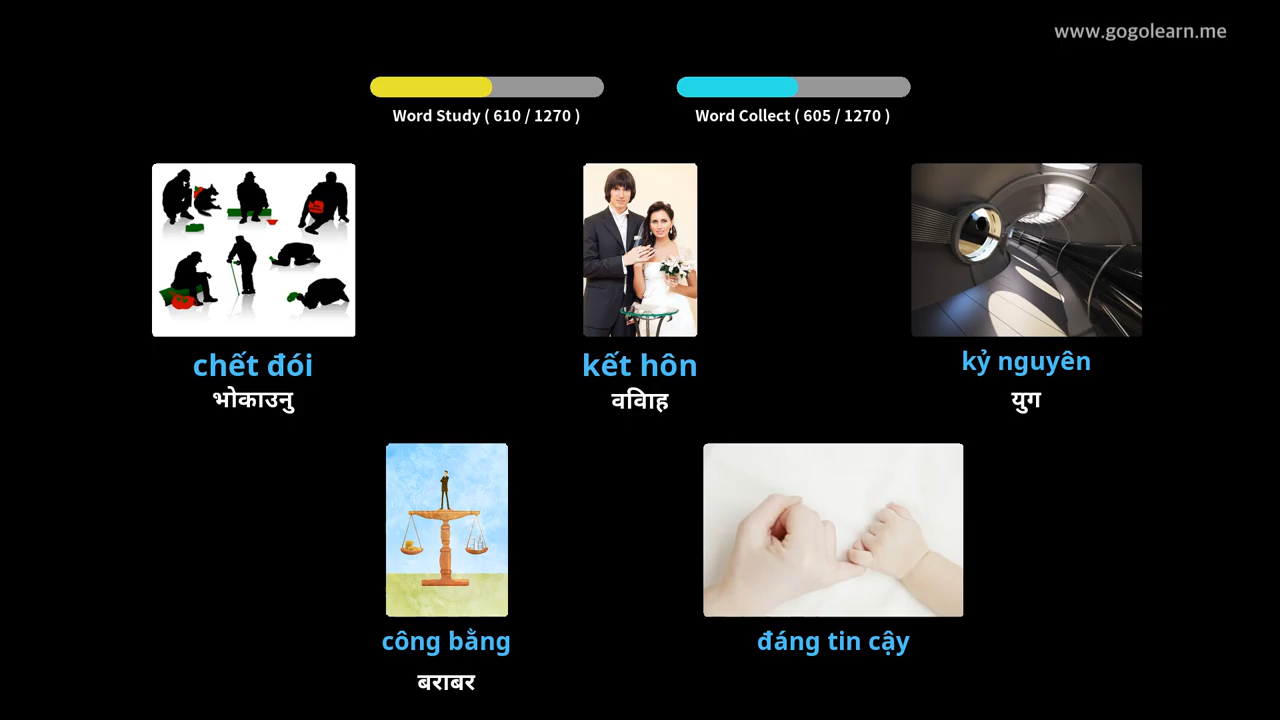 www.gogolearn.me
Word Study ( 610 / 1270 )
Word Collect ( 605 / 1270 )
chết đói
भोकाउनु
kết hôn
वविाह
kỷ nguyên
युग
công bằng
बराबर
đáng tin cậy